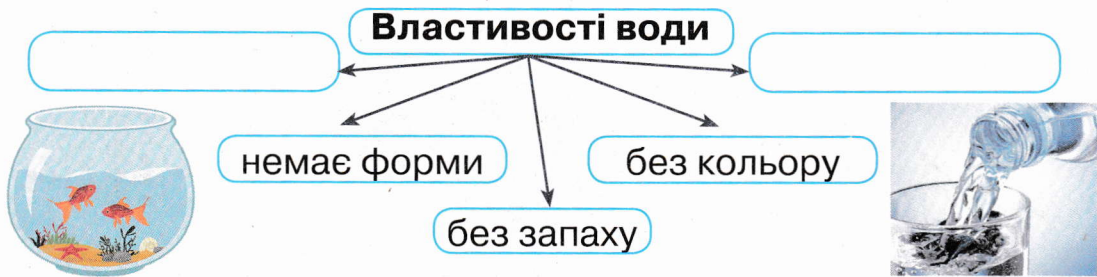 Властивості води
немає форми
без кольору
без запаху